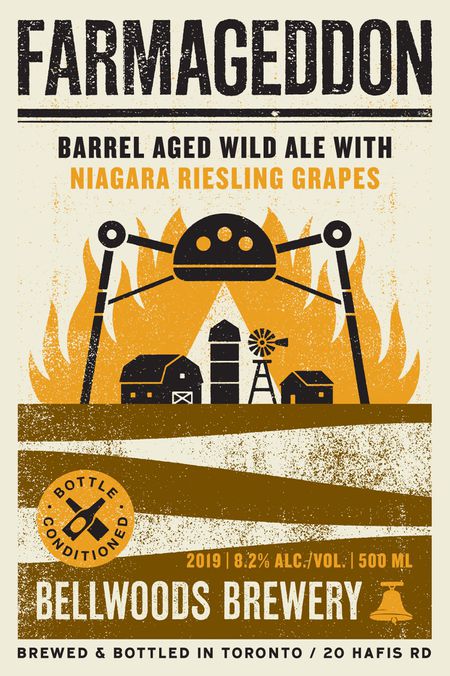 FARMAGEDDON
BARREL AGED WILD ALE WITH
NIAGARA RIESLING GRAPES
· BOTTLE ·
CONDITIONED
2019 | 8.2% ALC./VOL. | 500 ML
BELLWOODS BREWERY
BREWED & BOTTLED IN TORONTO / 20 HAFIS RD